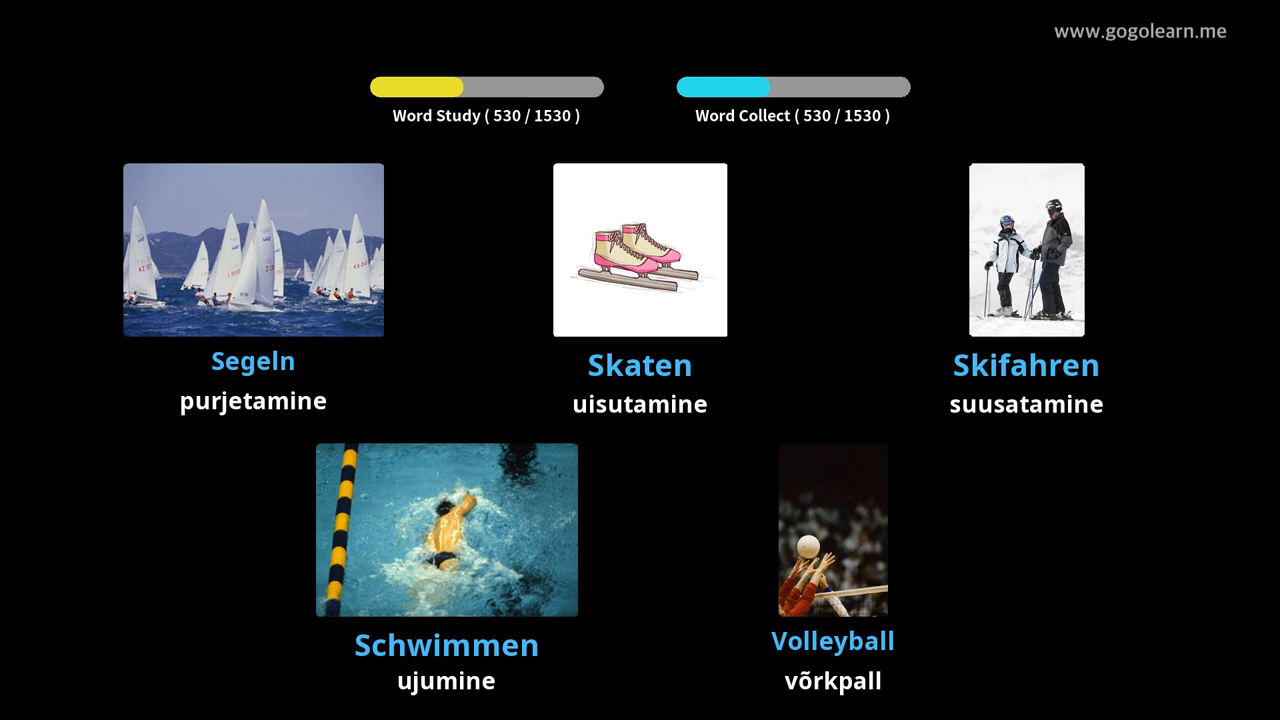 www.gogolearn.me
Word Study ( 530 / 1530 )
Word Collect ( 530 / 1530 )
Segeln
purjetamine
Skaten
uisutamine
Skifahren
suusatamine
Schwimmen
ujumine
Volleyball
võrkpall